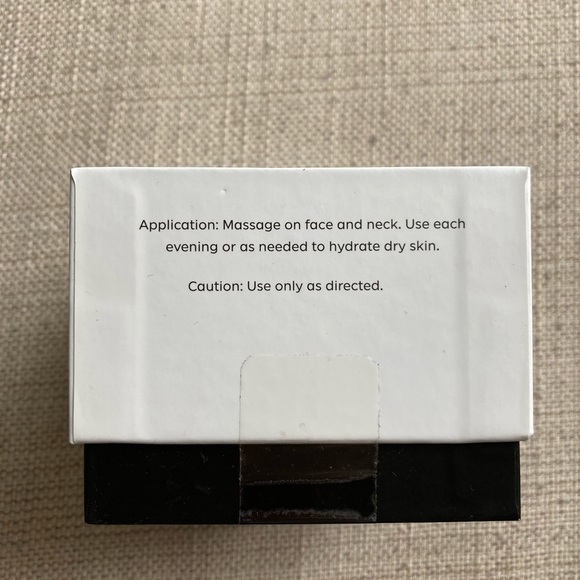 Application: Massage on face and neck. Use each
evening or as needed to hydrate dry skin.
Caution: Use only as directed.